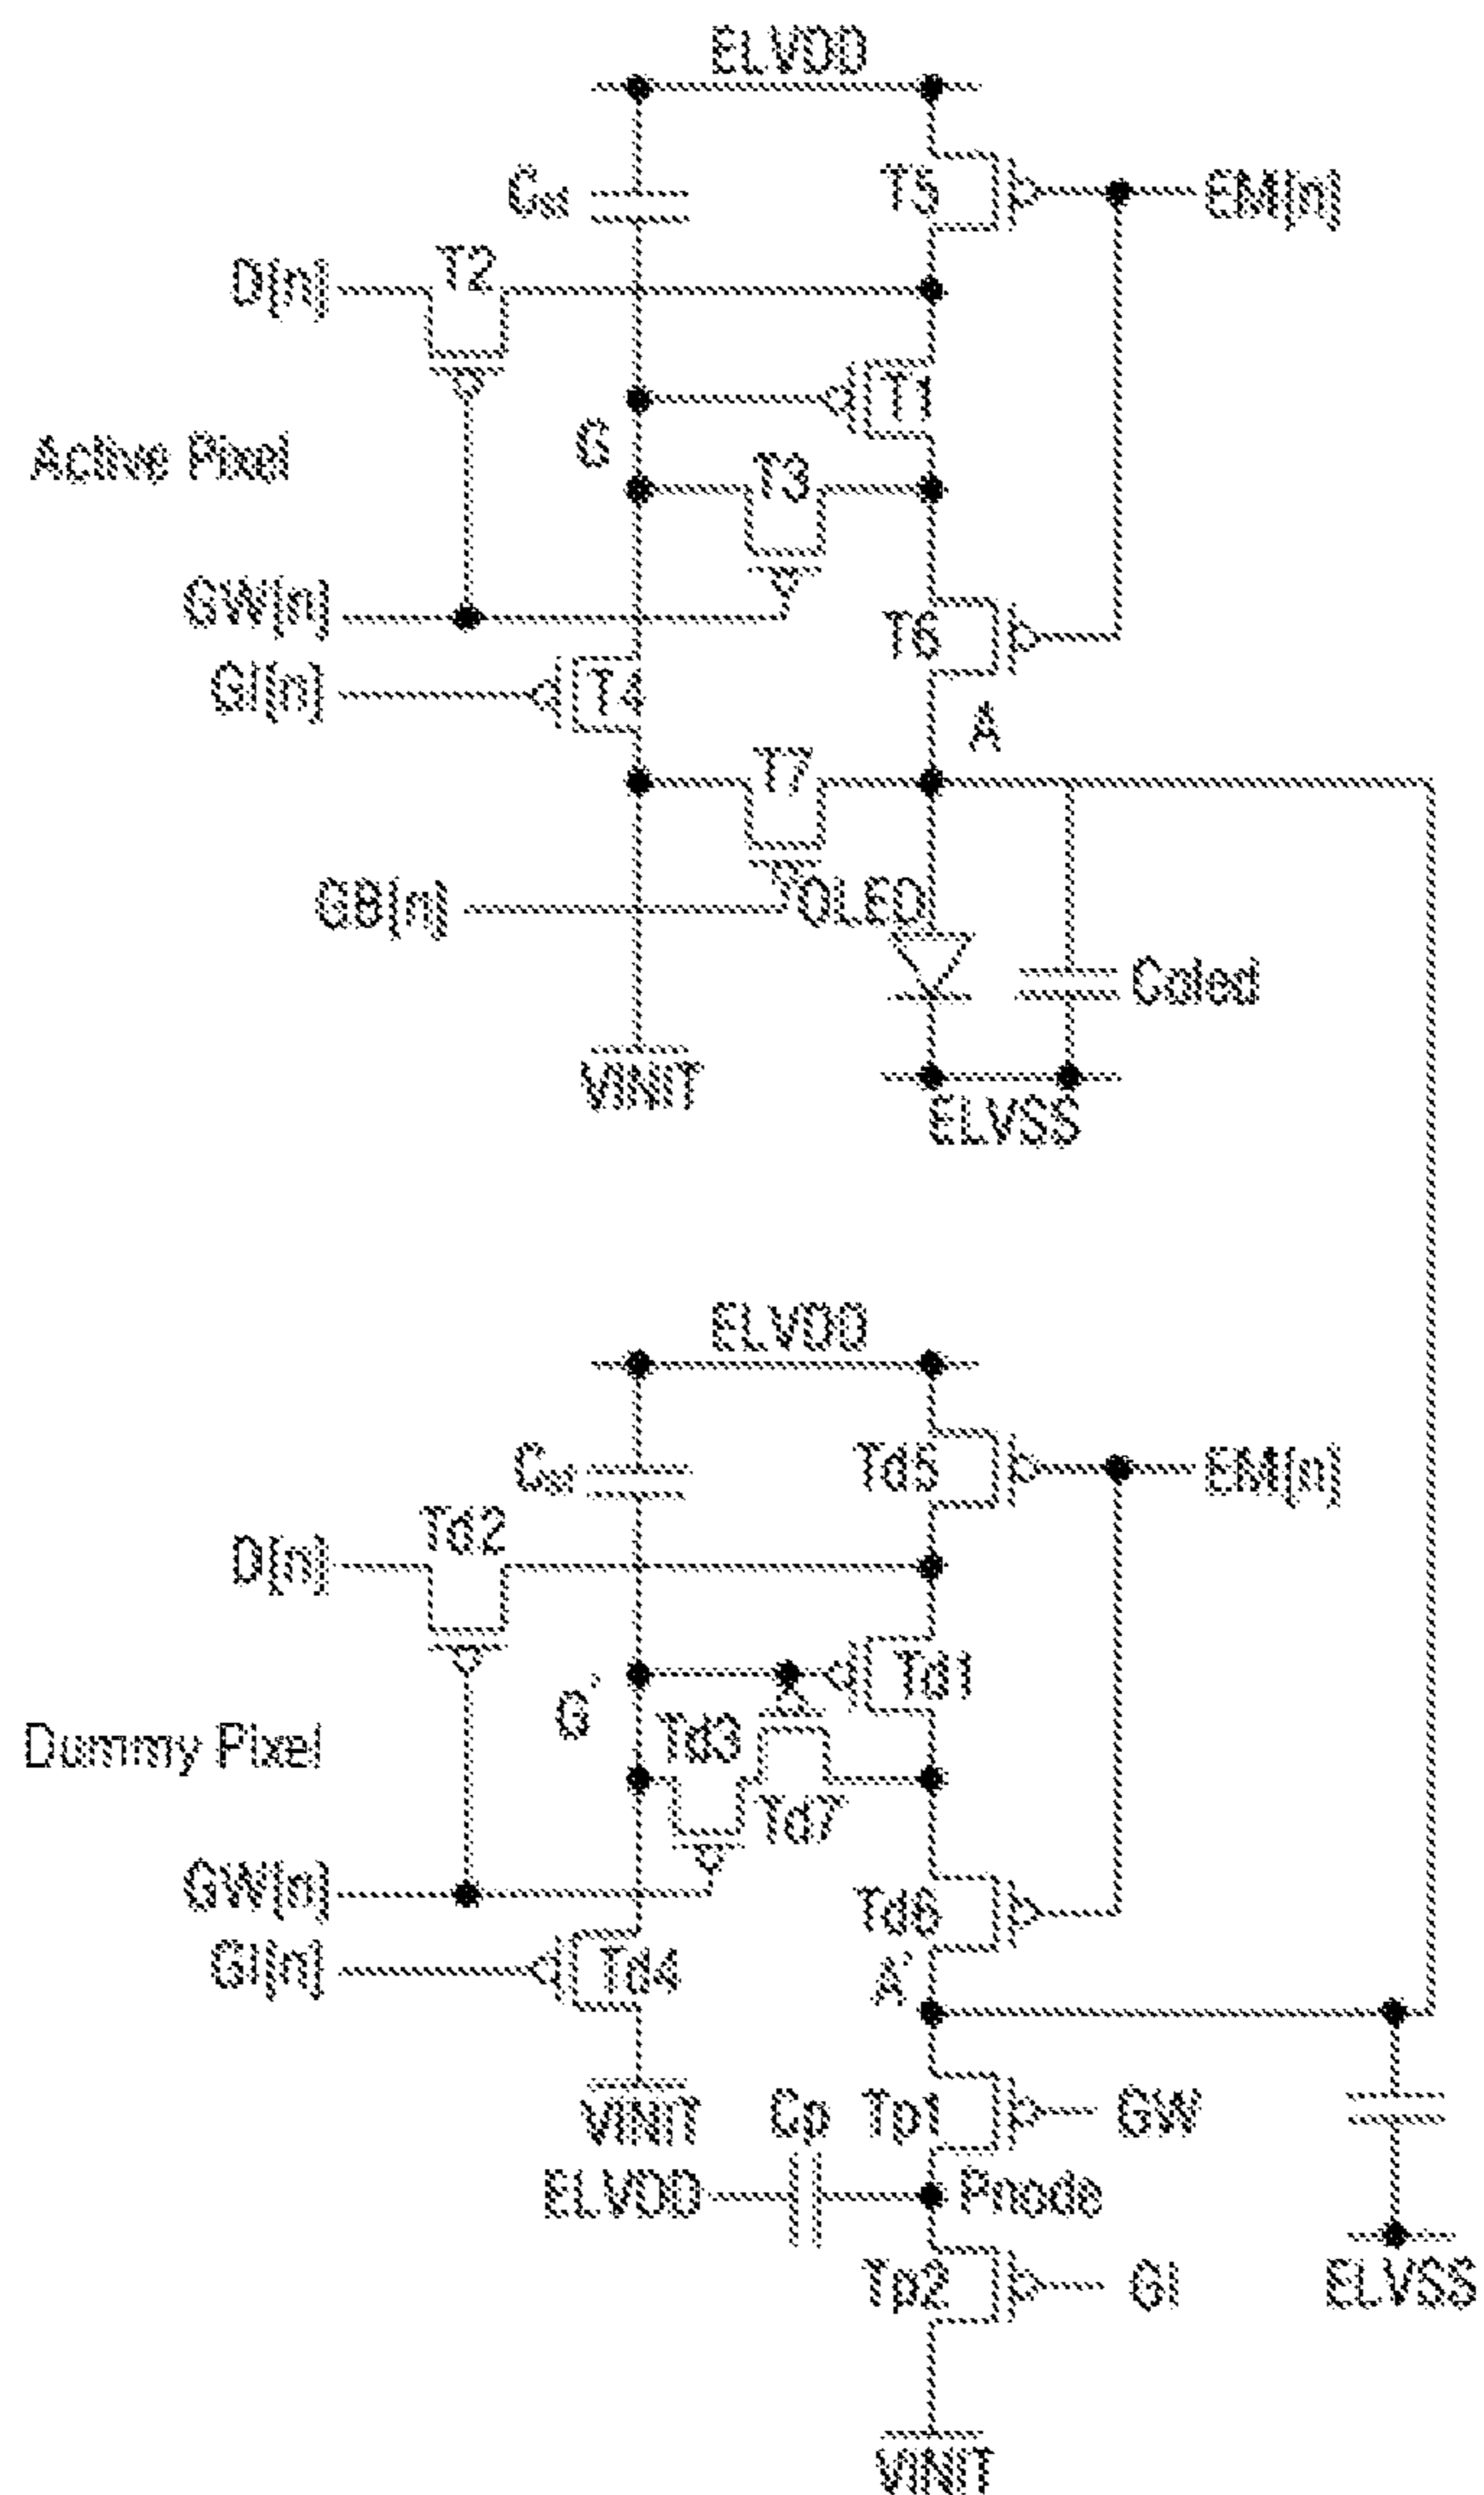 ELVDD
Cst
T5
EM[n]
D[n]
T2
T1
G
Active Pixel
T3
GW[n]
T6
GI[n]
T4
A
T7
GB[n]
OLED
Coled
VINIT
ELVSS
ELVDD
Cst
Td5
EM[n]
D[n]
Td2
Td1
G'
Td3
Dummy Pixel
Td7
GW[n]
Td6
GI[n]
Td4
A'
VINIT
Cp
Tp1
GW
ELVDD
Pnode
Tp2
GI
ELVSS
VINIT